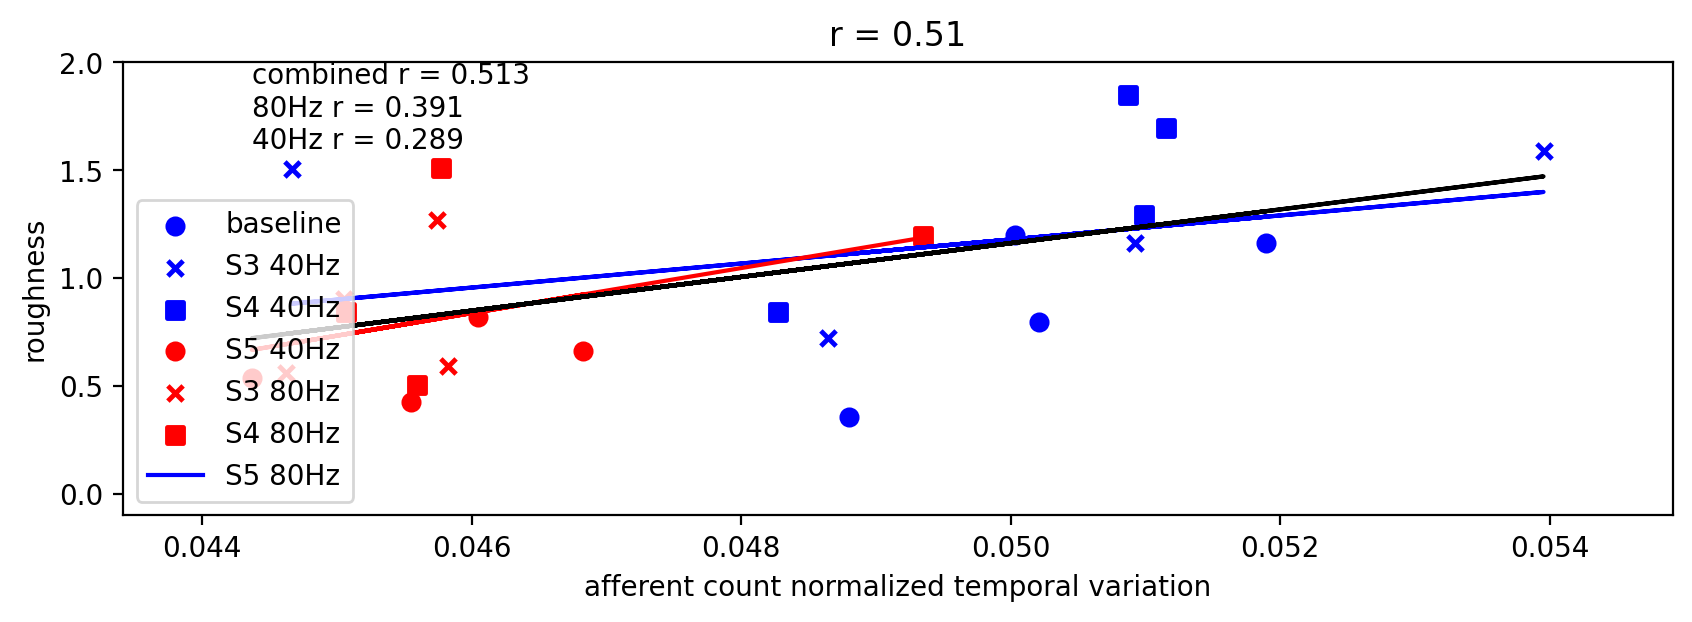 r = 0.51
combined r = 0.513
80Hz r = 0.391
40Hz r = 0.289
2.0
1.5
1.0
0.5
0.0
roughness
baseline
S3 40Hz
S4 40Hz
S5 40Hz
S3 80Hz
S4 80Hz
S5 80Hz
0.044 0.046 0.048 0.050 0.052 0.054
afferent count normalized temporal variation